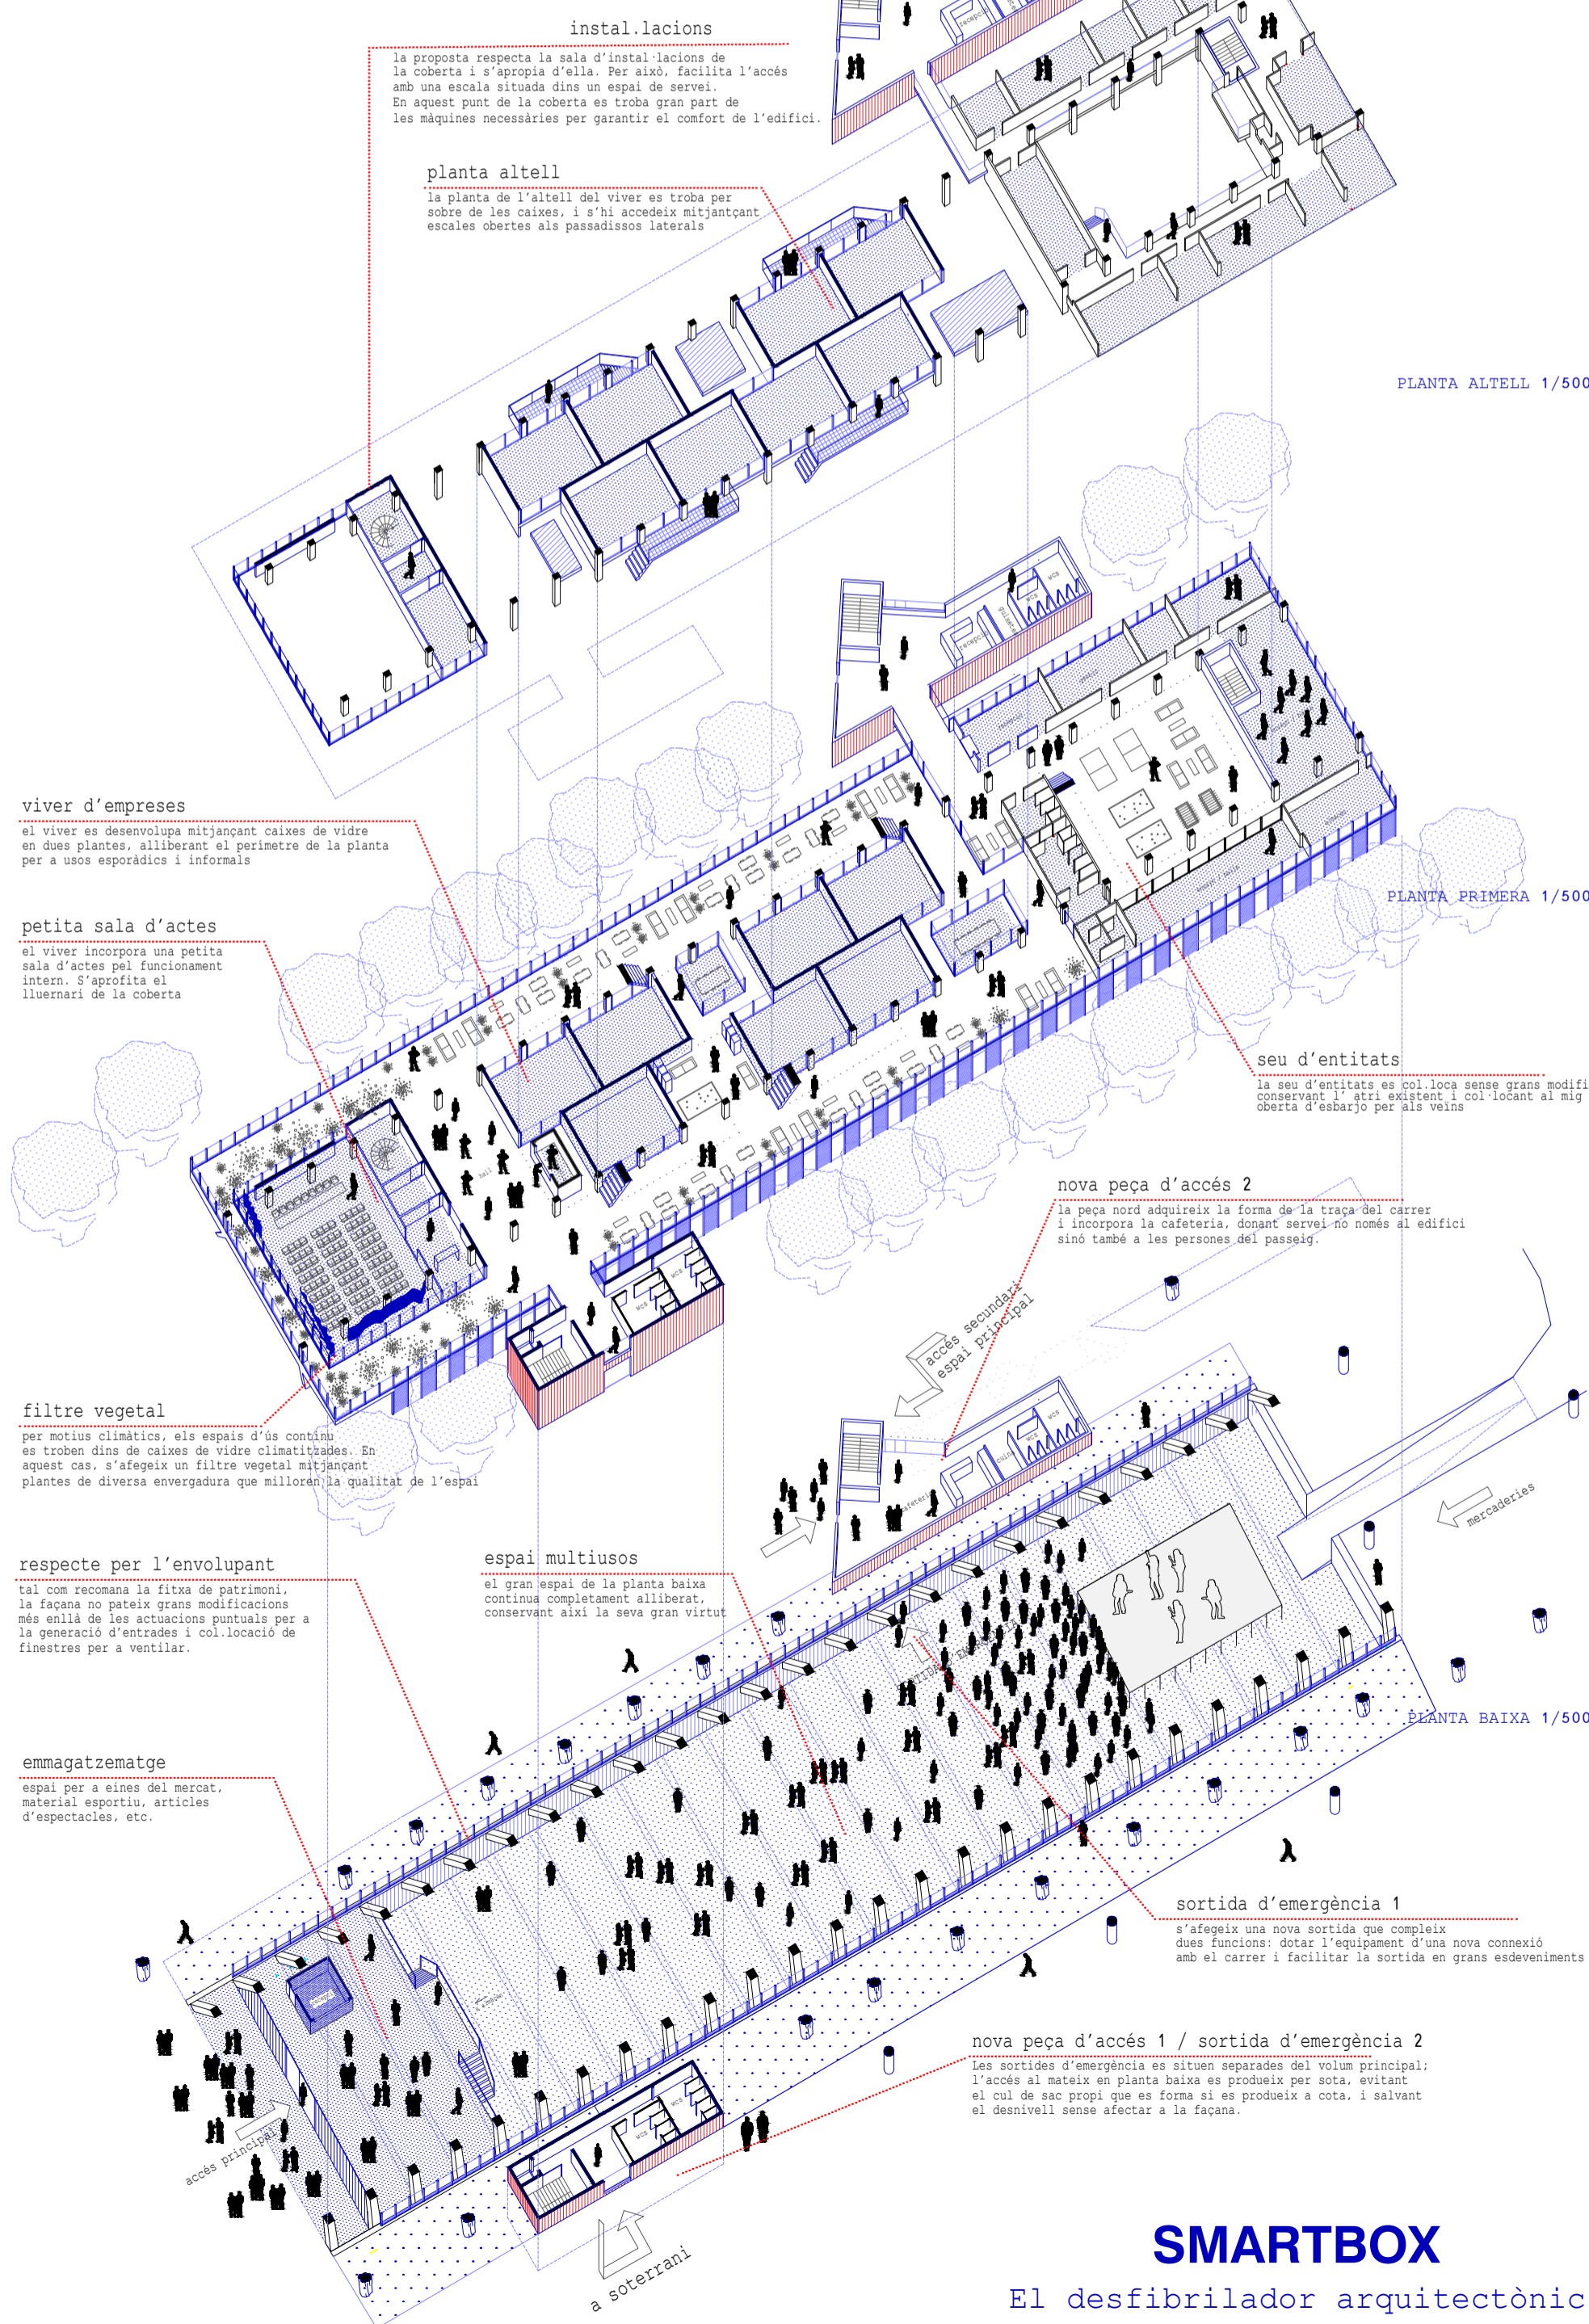 instal.lacions
la proposta respecta la sala d'instal·lacions de
la coberta i s'apropia d'ella. Per això, facilita l'accés
amb una escala situada dins un espai de servei.
En aquest punt de la coberta es troba gran part de
les màquines necessàries per garantir el comfort de l'edifici.
recepció
planta altell
la planta de l'altell del viver es troba per
sobre de les caixes, i s'hi accedeix mitjantçant
escales obertes als passadissos laterals
PLANTA ALTELL 1/500
recepció
wcs
wcs
viver d'empreses
el viver es desenvolupa mitjançant caixes de vidre
en dues plantes, alliberant el perímetre de la planta
per a usos esporàdics i informals
PLANTA PRIMERA 1/500
petita sala d'actes
el viver incorpora una petita
sala d'actes pel funcionament
intern. S'aprofita el
lluernari de la coberta
seu d'entitats
la seu d'entitats es col.loca sense grans modifi
conservant l' atri existent i col·locant al mig
oberta d'esbarjo per als veïns
hall
nova peça d'accés 2
la peça nord adquireix la forma de la traça del carrer
i incorpora la cafeteria, donant servei no només al edifici
sinó també a les persones del passeig.
wcs
wcs
accés secundari
espai principal
filtre vegetal
per motius climàtics, els espais d'ús continu
es troben dins de caixes de vidre climatitzades. En
aquest cas, s'afegeix un filtre vegetal mitjançant
plantes de diversa envergadura que milloren la qualitat de l'espai
cuina
wcs
wcs
cafeteria
mercaderies
respecte per l'envolupant
tal com recomana la fitxa de patrimoni,
la façana no pateix grans modificacions
més enllà de les actuacions puntuals per a
la generació d'entrades i col.locació de
finestres per a ventilar.
espai multiusos
el gran espai de la planta baixa
continua completament alliberat,
conservant així la seva gran virtut
PLANTA BAIXA 1/500
emmagatzematge
espai per a eines del mercat,
material esportiu, articles
d'espectacles, etc.
sortida d'emergència 1
s'afegeix una nova sortida que compleix
dues funcions: dotar l'equipament d'una nova connexió
amb el carrer i facilitar la sortida en grans esdeveniments
nova peça d'accés 1 / sortida d'emergència 2
Les sortides d'emergència es situen separades del volum principal;
l'accés al mateix en planta baixa es produeix per sota, evitant
el cul de sac propi que es forma si es produeix a cota, i salvant
el desnivell sense afectar a la façana.
accés principal
wcs
wcs
a soterrani
SMARTBOX
El desfibrilador arquitectònic